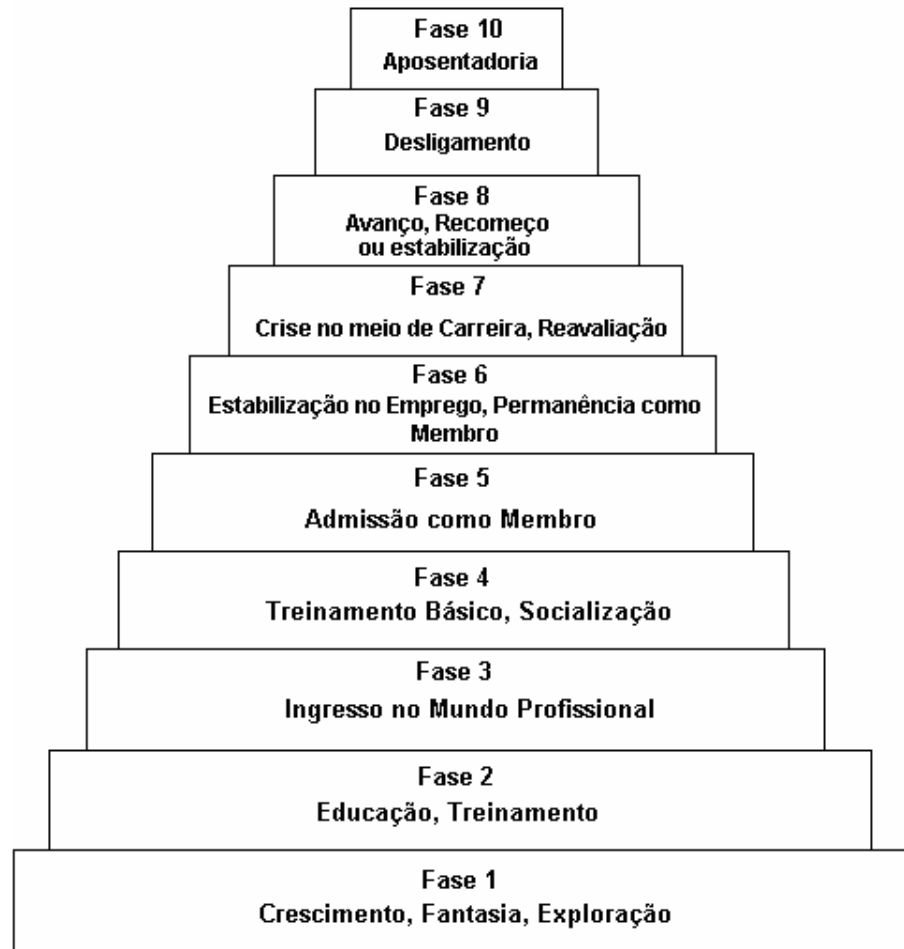 Fase 10
Aposentadoria
Fase 9
Desligamento
Fase 8
Avanço, Recomeço
ou estabilização
Fase 7
Crise no meio de Carreira, Reavaliação
Fase 6
Estabilização no Emprego, Permanência como
Membro
Fase 5
Admissão como Membro
Fase 4
Treinamento Básico, Socialização
Fase 3
Ingresso no Mundo Profissional
Fase 2
Educação, Treinamento
Fase 1
Crescimento, Fantasia, Exploração